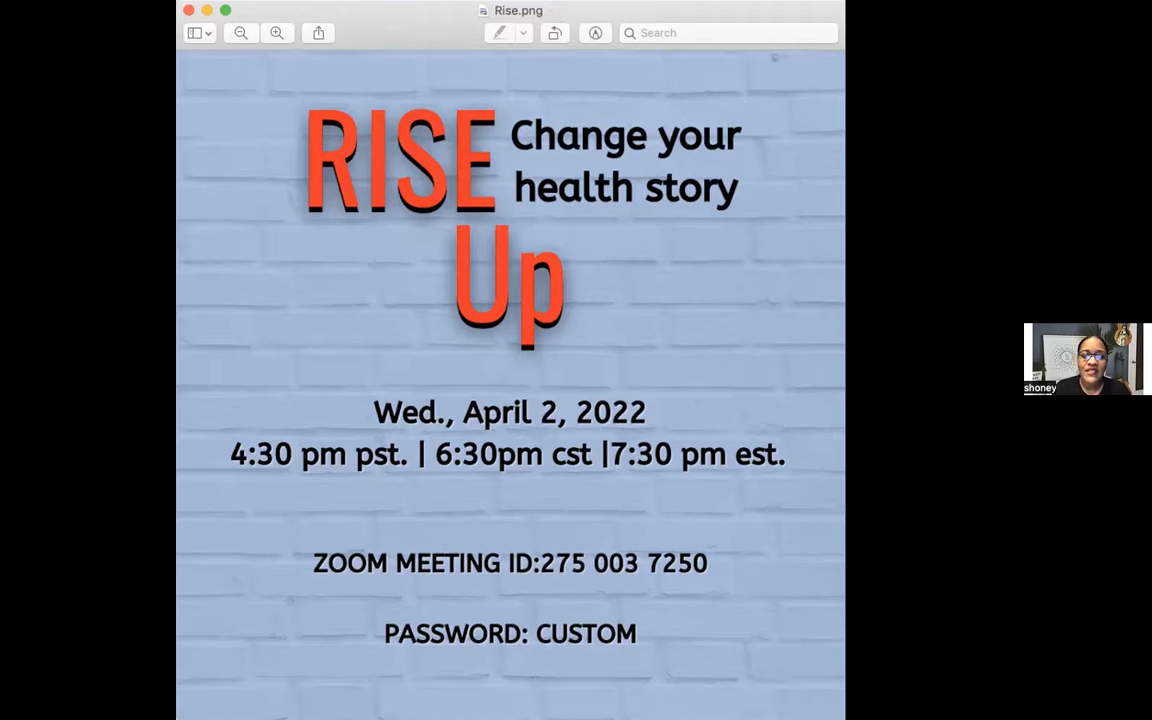 Rise.png
Search
RISE
Change your
health story
Up
Wed., April 2, 2022
4:30 pm pst. | 6:30pm cst |7:30 pm est.
ZOOM MEETING ID:275 003 7250
PASSWORD: CUSTOM
shoney